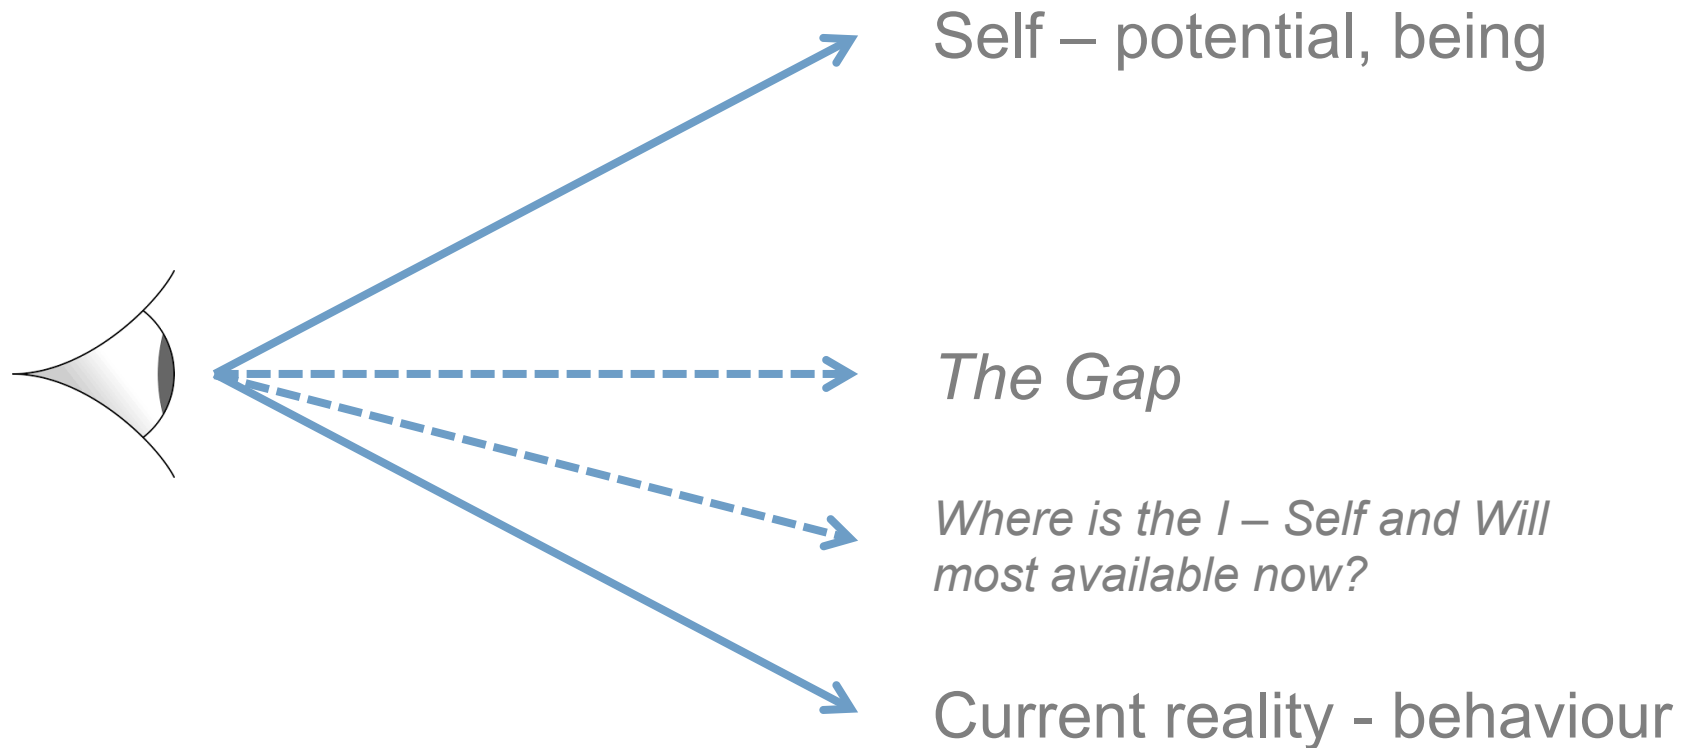 Self – potential, being
The Gap
Where is the I – Self and Will
most available now?
Current reality - behaviour